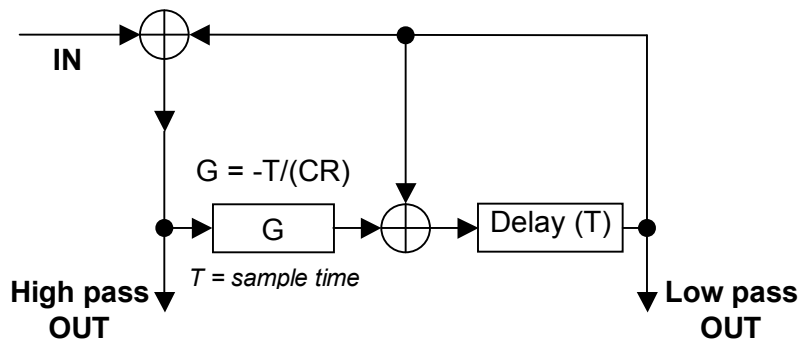 IN
G = -T/(CR)
G
Delay (T)
T = sample time
High pass
OUT
Low pass
OUT